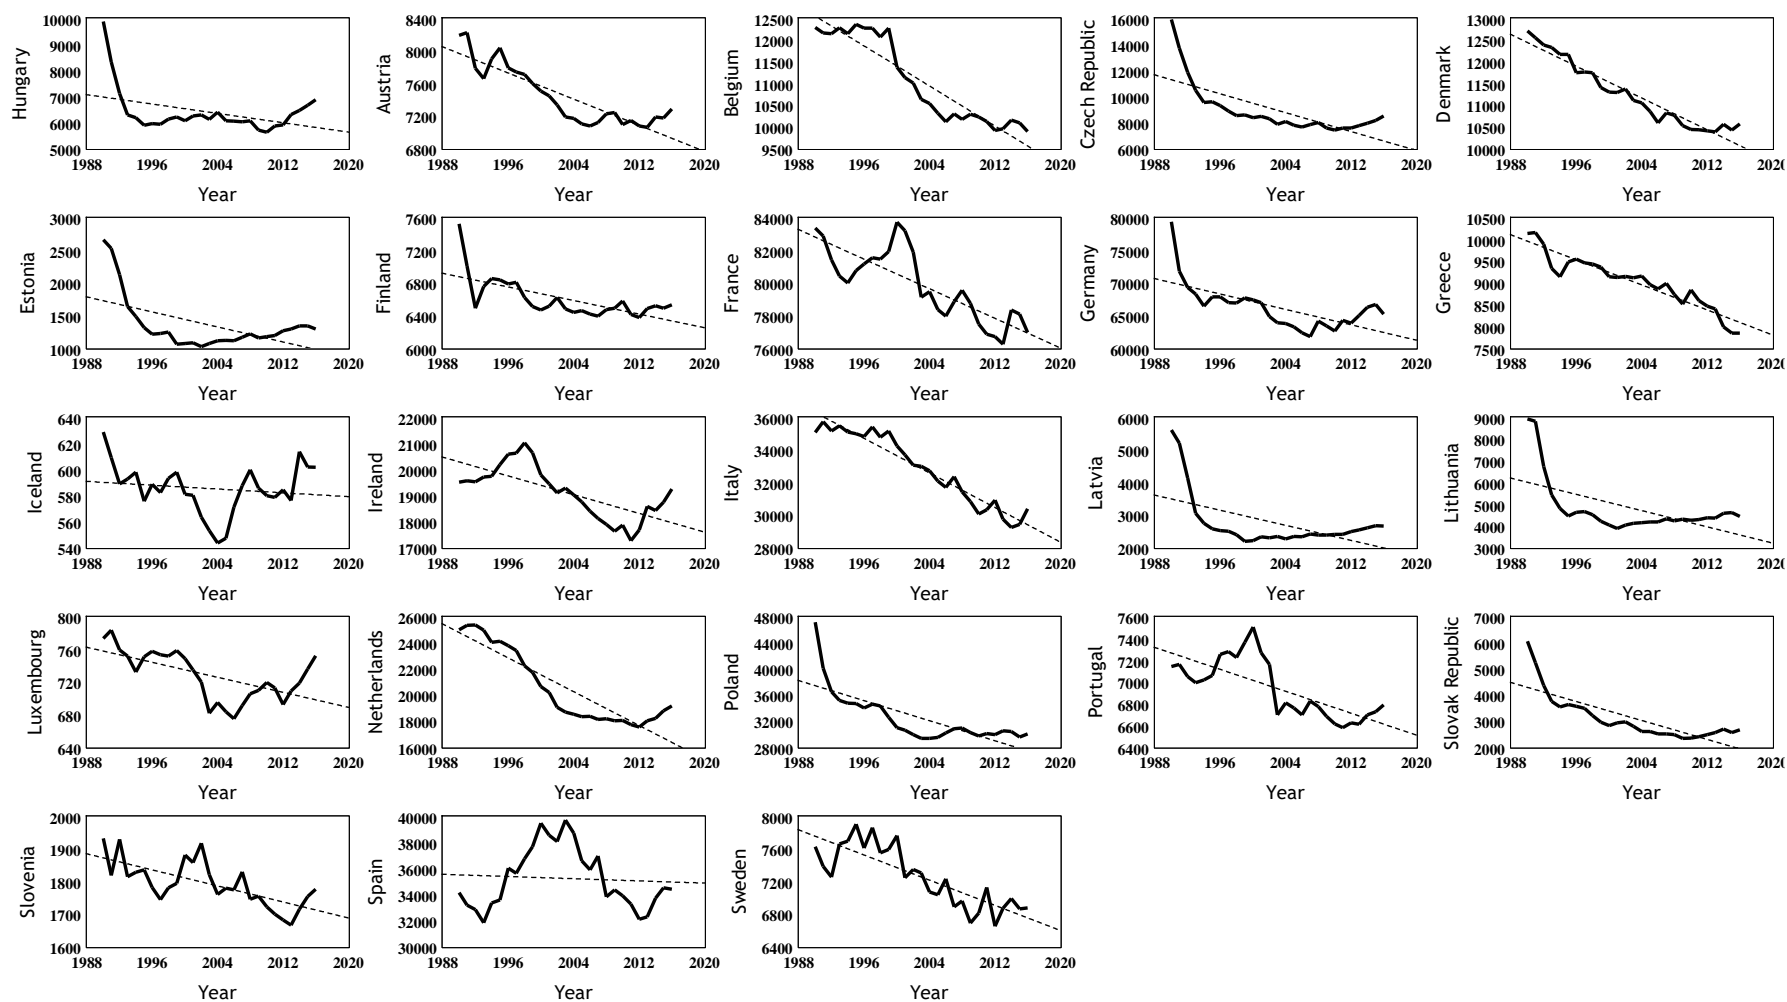 Hungary
10000
9000
8000
7000
6000
5000
1988 1996 2004 2012 2020
Year
Austria
8400
8000
7600
7200
6800
1988 1996 2004 2012 2020
Year
Belgium
12500
12000
11500
11000
10500
10000
9500
1988 1996 2004 2012 2020
Year
Czech Republic
16000
14000
12000
10000
8000
6000
1988 1996 2004 2012 2020
Year
Denmark
13000
12500
12000
11500
11000
10500
10000
1988 1996 2004 2012 2020
Year
Estonia
3000
2500
2000
1500
1000
1988 1996 2004 2012 2020
Year
Finland
7600
7200
6800
6400
6000
1988 1996 2004 2012 2020
Year
France
84000
82000
80000
78000
76000
1988 1996 2004 2012 2020
Year
Germany
80000
75000
70000
65000
60000
1988 1996 2004 2012 2020
Year
Greece
10500
10000
9500
9000
8500
8000
7500
1988 1996 2004 2012 2020
Year
Iceland
640
620
600
580
560
540
1988 1996 2004 2012 2020
Year
Ireland
22000
21000
20000
19000
18000
17000
1988 1996 2004 2012 2020
Year
Italy
36000
34000
32000
30000
28000
1988 1996 2004 2012 2020
Year
Latvia
6000
5000
4000
3000
2000
1988 1996 2004 2012 2020
Year
Lithuania
9000
8000
7000
6000
5000
4000
3000
1988 1996 2004 2012 2020
Year
Luxembourg
800
760
720
680
640
1988 1996 2004 2012 2020
Year
Netherlands
26000
24000
22000
20000
18000
16000
1988 1996 2004 2012 2020
Year
Poland
48000
44000
40000
36000
32000
28000
1988 1996 2004 2012 2020
Year
Portugal
7600
7400
7200
7000
6800
6600
6400
1988 1996 2004 2012 2020
Year
Slovak Republic
7000
6000
5000
4000
3000
2000
1988 1996 2004 2012 2020
Year
Slovenia
2000
1900
1800
1700
1600
1988 1996 2004 2012 2020
Year
Spain
40000
38000
36000
34000
32000
30000
1988 1996 2004 2012 2020
Year
Sweden
8000
7600
7200
6800
6400
1988 1996 2004 2012 2020
Year